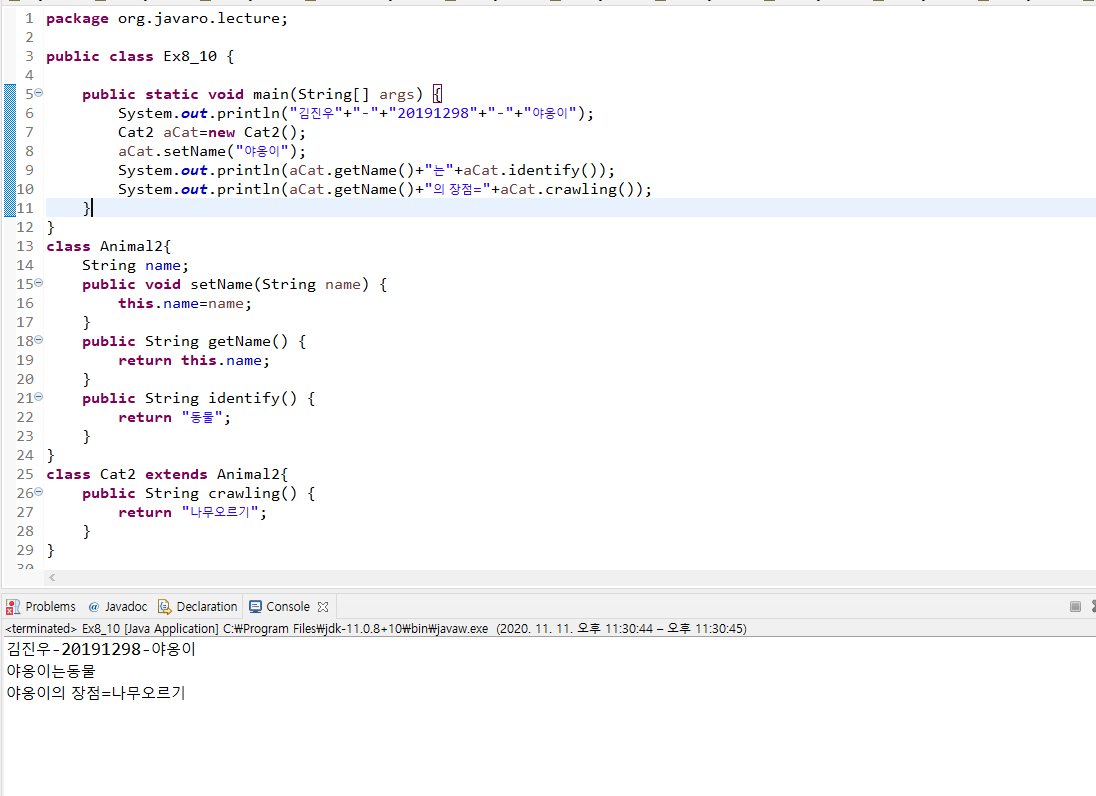 1 package org.javaro.lecture;
2
3 public class Ex8_10 {
4
5     public static void main(String[] args) {
6         System.out.println("김진우"+"-"+"20191298"+"-"+"야옹이");
7         Cat2 aCat=new Cat2();
8         aCat.setName("야옹이");
9         System.out.println(aCat.getName()+"는"+aCat.identify());
10         System.out.println(aCat.getName()+"의 장점="+aCat.crawling());
11     }
12 }
13 class Animal2{
14     String name;
15     public void setName(String name) {
16         this.name=name;
17     }
18     public String getName() {
19         return this.name;
20     }
21     public String identify() {
22         return "동물";
23     }
24 }
25 class Cat2 extends Animal2{
26     public String crawling() {
27         return "나무오르기";
28     }
29 }
30
Problems @ Javadoc Declaration Console
<terminated> Ex8_10 [Java Application] C:₩Program Files₩jdk-11.0.8+10₩bin₩javaw.exe (2020. 11. 11. 오후 11:30:44 – 오후 11:30:45)
김진우-20191298-야옹이
야옹이는동물
야옹이의 장점=나무오르기